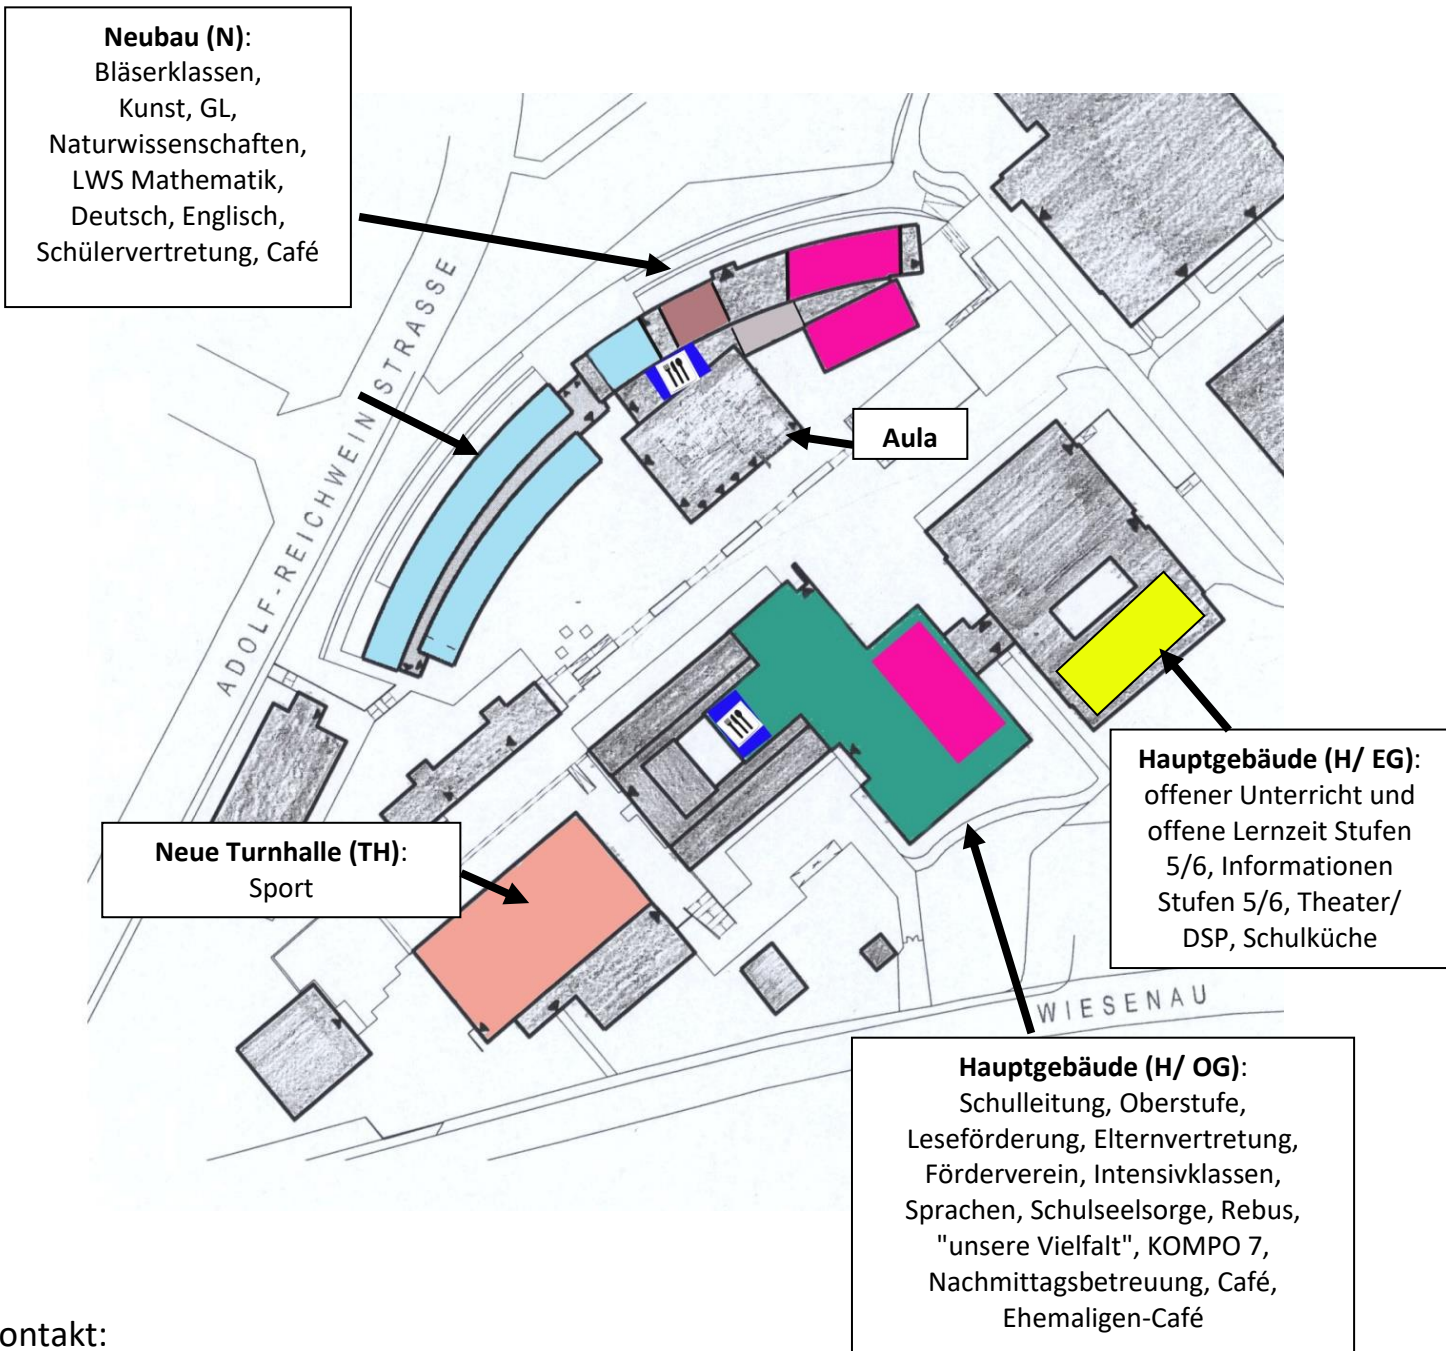 Neubau (N):
Bläserklassen,
Kunst, GL,
Naturwissenschaften,
LWS Mathematik,
Deutsch, Englisch,
Schülervertretung, Café
ADOLF-REICHWEIN STRASSE
Aula
Hauptgebäude (H/ EG):
offener Unterricht und
offene Lernzeit Stufen
5/6, Informationen
Stufen 5/6, Theater/
DSP, Schulküche
Neue Turnhalle (TH):
Sport
WIESENAU
Hauptgebäude (H/ OG):
Schulleitung, Oberstufe,
Leseförderung, Elternvertretung,
Förderverein, Intensivklassen,
Sprachen, Schulseelsorge, Rebus,
"unsere Vielfalt", KOMPO 7,
Nachmittagsbetreuung, Café,
Ehemaligen-Café
ontakt: